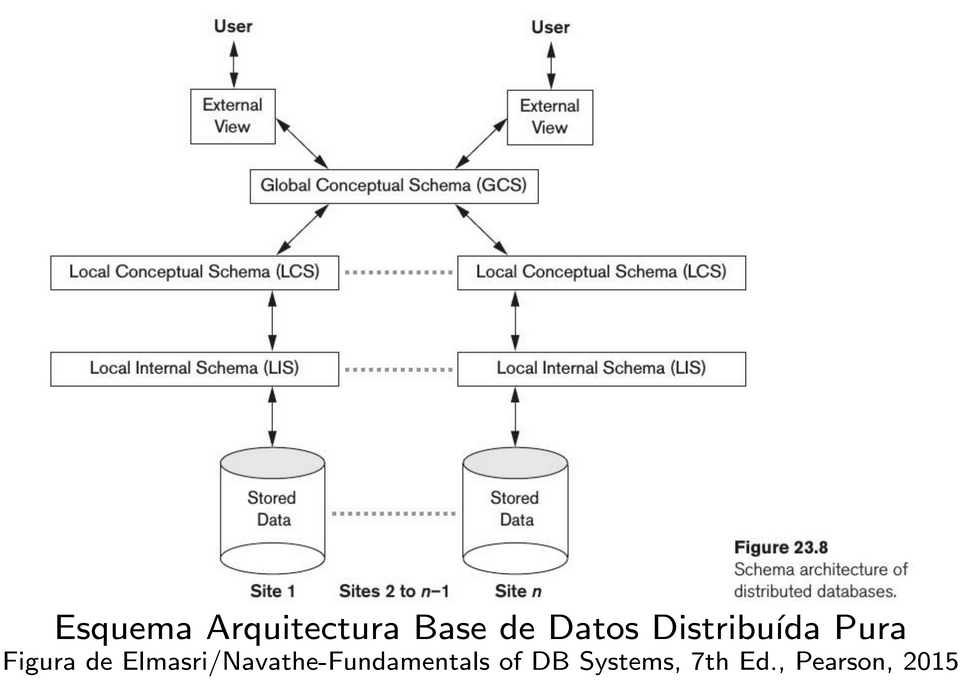 User
User
External
View
External
View
Global Conceptual Schema (GCS)
Local Conceptual Schema (LCS)
Local Conceptual Schema (LCS)
Local Internal Schema (LIS)
Local Internal Schema (LIS)
Stored
Data
Stored
Data
Site 1
Sites 2 to n–1
Site n
Figure 23.8
Schema architecture of
distributed databases.
Esquema Arquitectura Base de Datos Distribuída Pura
Figura de Elmasri/Navathe-Fundamentals of DB Systems, 7th Ed., Pearson, 2015